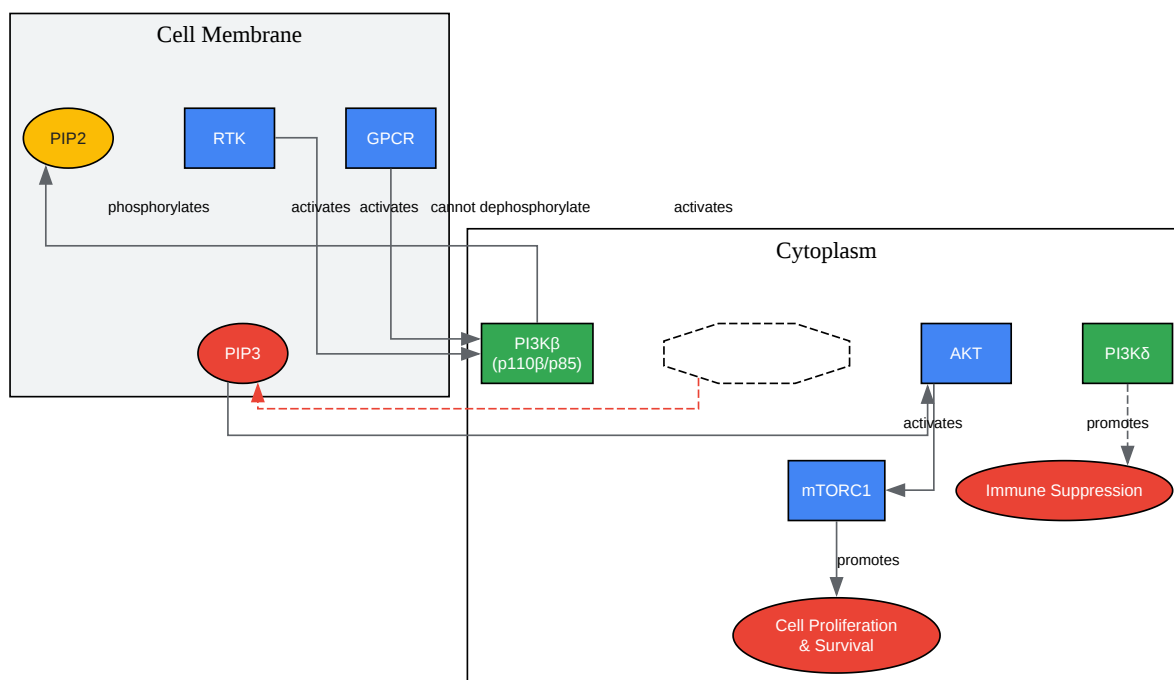 Cell Membrane
PIP2
RTK
GPCR
phosphorylates
activates
activates
cannot dephosphorylate
activates
Cytoplasm
PIP3
PI3Kβ
(p110β/p85)
AKT
PI3Kδ
activates
promotes
mTORC1
Immune Suppression
promotes
Cell Proliferation
& Survival